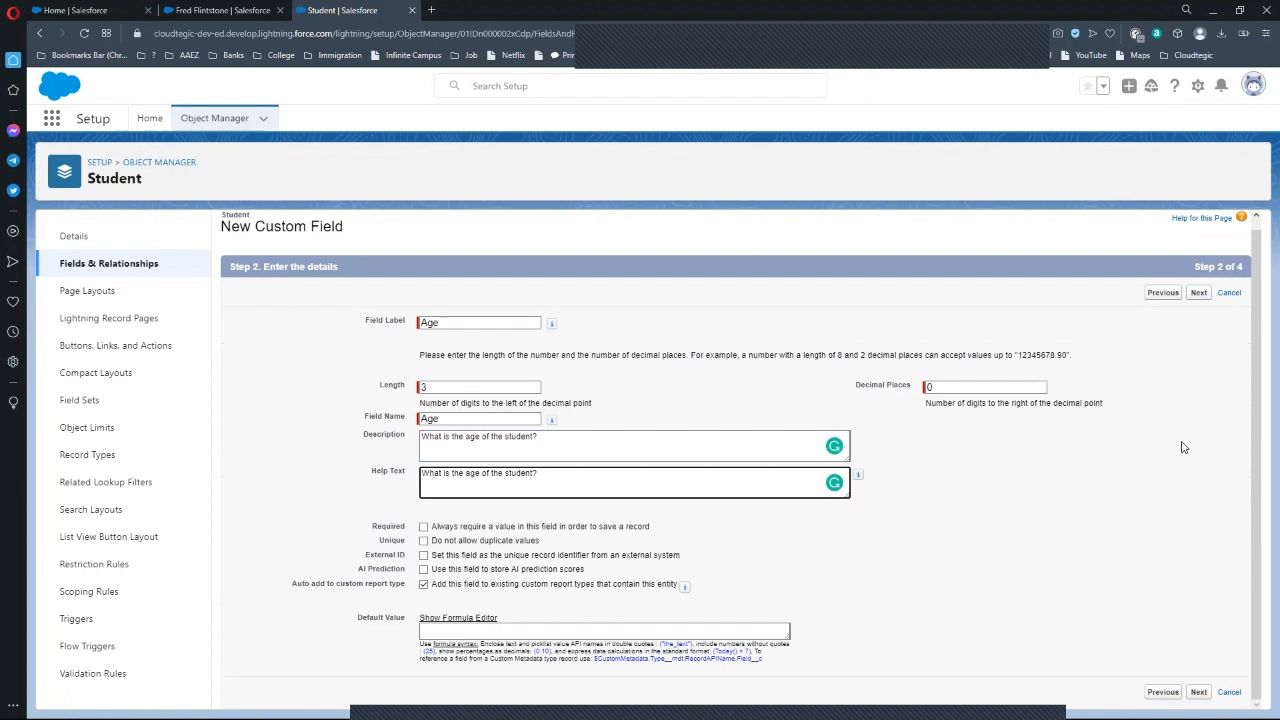 Home | Salesforce
Fred Flintstone | Salesforce
Student | Salesforce
cloudtegic-dev-ed.develop.lightning.force.com/lightning/setup/ObjectManager/01IDn000002xCdp/FieldsAndR
Bookmarks Bar (Chr... ? AAEZ Banks College Immigration Infinite Campus Job Netflix YouTube Maps Cloudtegic
Search Setup
Setup Home Object Manager
SETUP > OBJECT MANAGER
Student
Details
Fields & Relationships
Page Layouts
Lightning Record Pages
Buttons, Links, and Actions
Compact Layouts
Field Sets
Object Limits
Record Types
Related Lookup Filters
Search Layouts
List View Button Layout
Restriction Rules
Scoping Rules
Triggers
Flow Triggers
Validation Rules
Student
New Custom Field
Help for this Page
Step 2. Enter the details Step 2 of 4
Previous Next Cancel
Field Label Age
Please enter the length of the number and the number of decimal places. For example, a number with a length of 8 and 2 decimal places can accept values up to "12345678.90".
Length 3 Decimal Places 0
Number of digits to the left of the decimal point Number of digits to the right of the decimal point
Field Name Age
Description What is the age of the student?
Help Text What is the age of the student?
Required Always require a value in this field in order to save a record
Unique Do not allow duplicate values
External ID Set this field as the unique record identifier from an external system
AI Prediction Use this field to store AI prediction scores
Auto add to custom report type Add this field to existing custom report types that contain this entity
Default Value Show Formula Editor
Use formula syntax: Enclose text and picklist value API names in double quotes : ("the_text"), include numbers without quotes
: (25), show percentages as decimals: (0.10), and express date calculations in the standard format: (Today() + 7), To
reference a field from a Custom Metadata type record use: $CustomMetadata.Type__mdt.RecordAPIName.Field__c
Previous Next Cancel